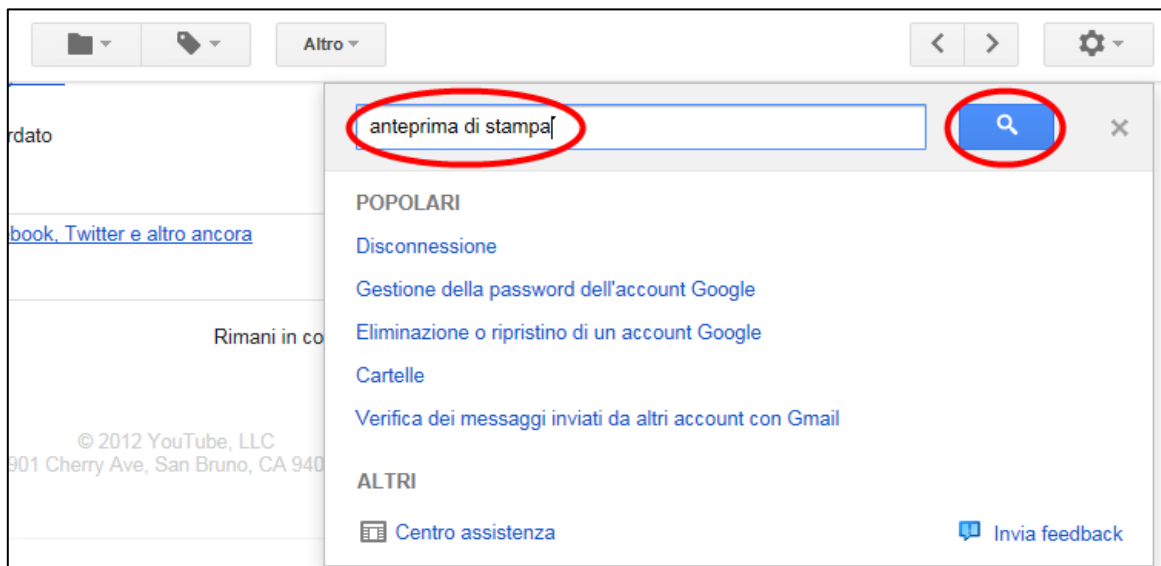 Altro
rdato
anteprima di stampa
POPOLARI
book, Twitter e altro ancora
Disconnessione
Gestione della password dell'account Google
Eliminazione o ripristino di un account Google
Rimani in co
Cartelle
Verifica dei messaggi inviati da altri account con Gmail
© 2012 YouTube, LLC
901 Cherry Ave, San Bruno, CA 940
ALTRI
Centro assistenza
Invia feedback